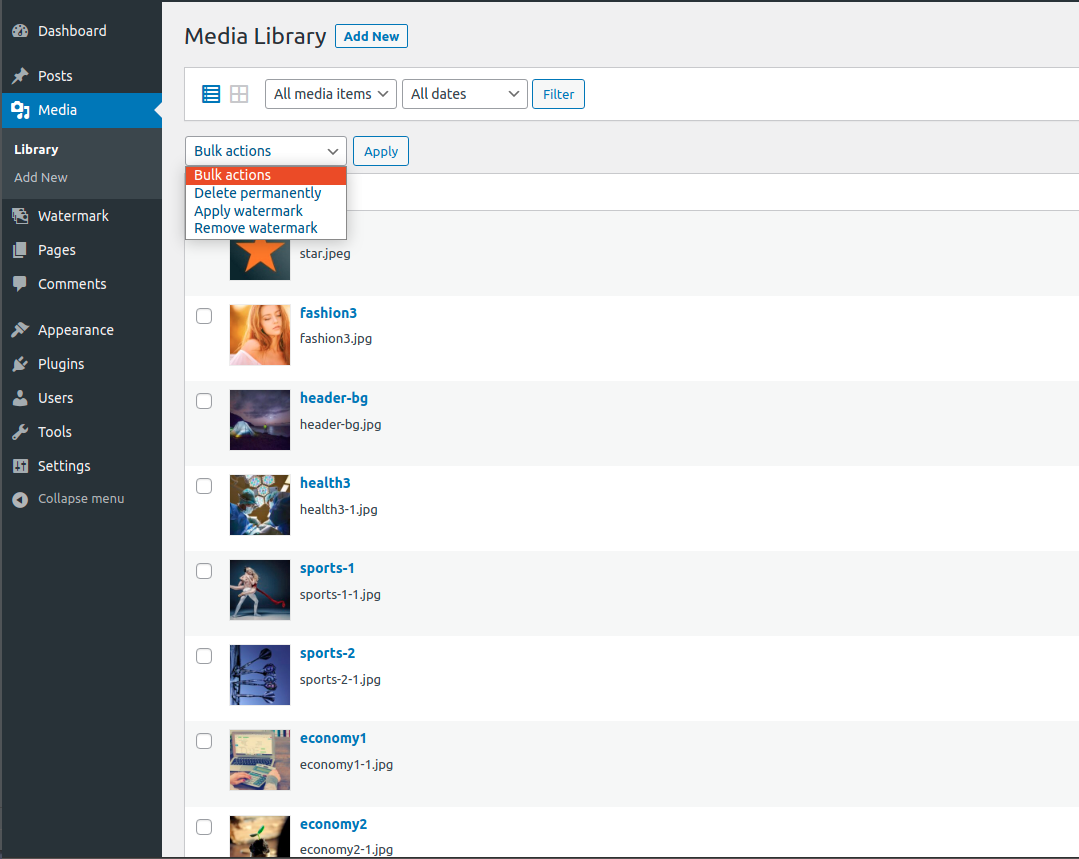 Dashboard
Posts
Media
Library
Add New
Watermark
Pages
Comments
Appearance
Plugins
Users
Tools
Settings
Collapse menu
Media Library
Add New
All media items
All dates
Filter
Bulk actions
Apply
Bulk actions
Delete permanently
Apply watermark
Remove watermark
star.jpeg
fashion3
fashion3.jpg
header-bg
header-bg.jpg
health3
health3-1.jpg
sports-1
sports-1-1.jpg
sports-2
sports-2-1.jpg
economy1
economy1-1.jpg
economy2
economy2-1.jpg